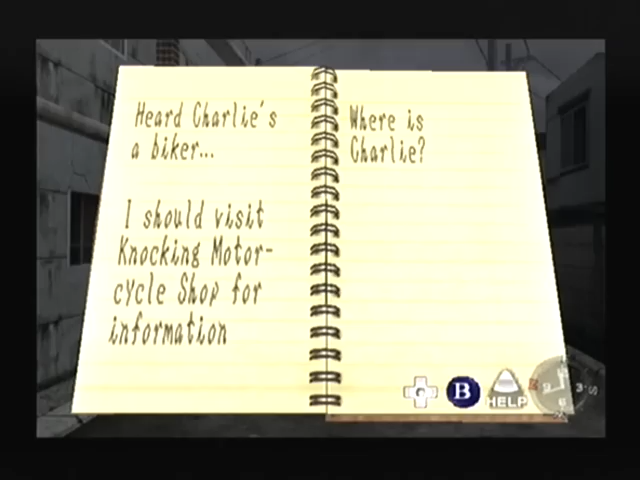 Heard Charlie's
a biker...
I should visit
Knocking Motor-
cycle Shop for
information
Where is
Charlie?
B
HELP